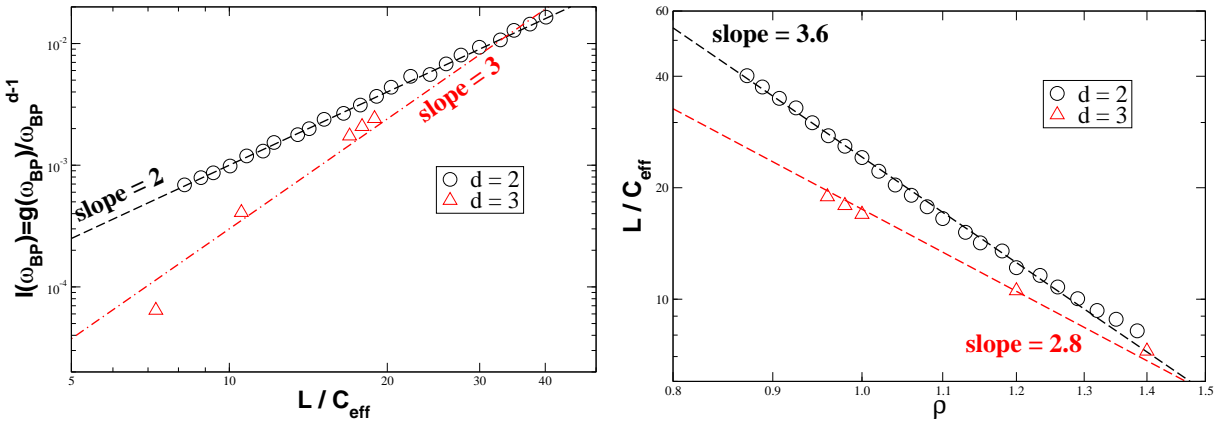 I(ω_BP)=g(ω_BP)/ω_BP^d-1
10^-2
10^-3
10^-4
5 10 20 30 40
L / C_eff
slope = 2
slope = 3
d = 2
d = 3
L / C_eff
60
40
20
10
0.8 0.9 1.0 1.1 1.2 1.3 1.4 1.5
ρ
slope = 3.6
slope = 2.8
d = 2
d = 3